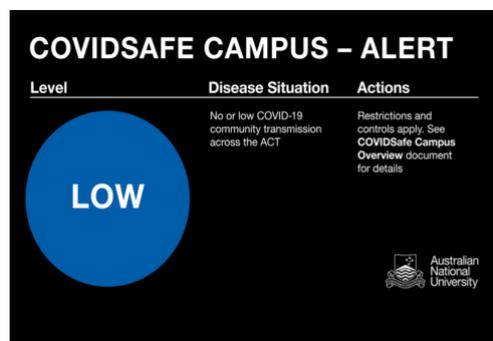 COVIDSAFE CAMPUS – ALERT
Level
Disease Situation
Actions
LOW
No or low COVID-19
community transmission
across the ACT
Restrictions and
controls apply. See
COVIDSafe Campus
Overview document
for details
Australian
National
University